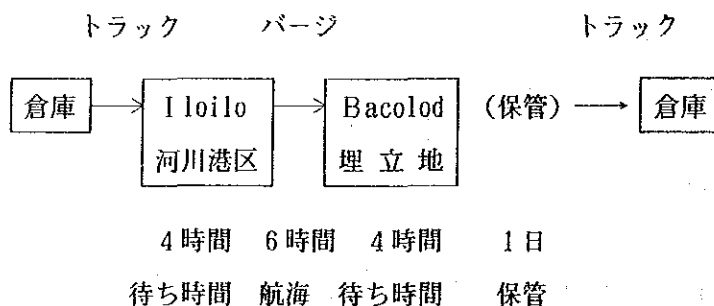 トラック バージ トラック
倉庫 Iloilo Bacolod (保管) 倉庫
河川港区 埋立地
4時間 6時間 4時間 1日
待ち時間 航海 待ち時間 保管